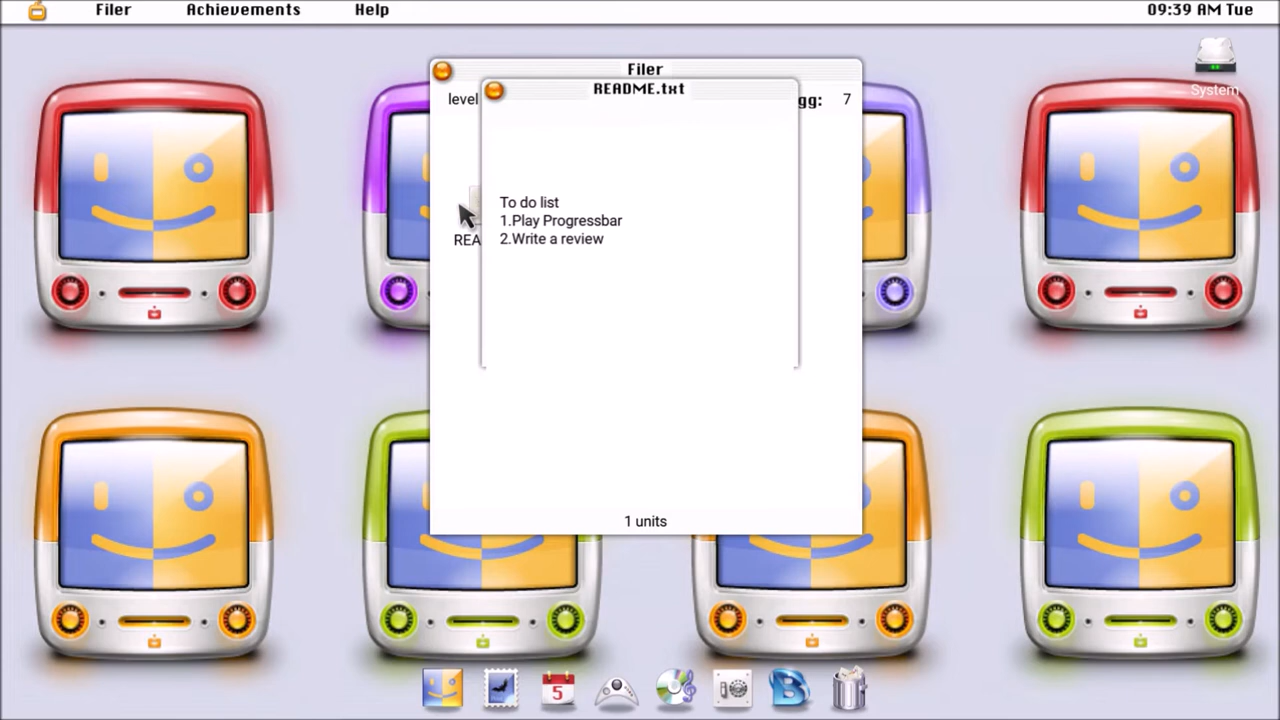 Filer Achievements Help 09:39 AM Tue
Filer
README.txt
level gg: 7
System
To do list
1.Play Progressbar
2.Write a review
REA
1 units
5